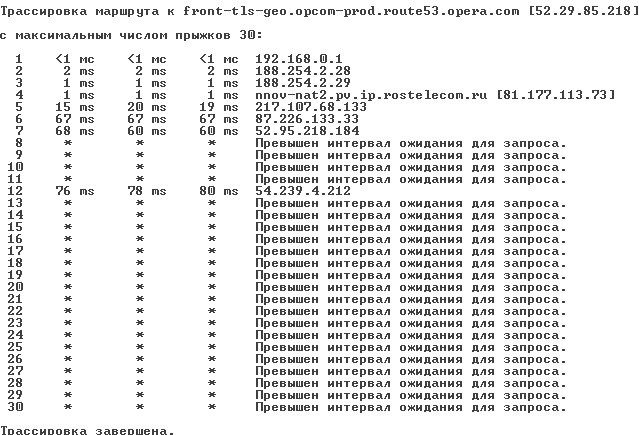 Трассировка маршрута к front-tls-geo.opcom-prod.route53.opera.com [52.29.85.218]
с максимальным числом прыжков 30:
1 <1 мс <1 мс <1 мс 192.168.0.1
2 2 ms 2 ms 2 ms 188.254.2.28
3 1 ms 1 ms 1 ms 188.254.2.29
4 1 ms 1 ms 1 ms nnov-nat2.pv.ip.rostelecom.ru [81.177.113.73]
5 15 ms 20 ms 19 ms 217.107.68.133
6 67 ms 67 ms 67 ms 87.226.133.33
7 68 ms 60 ms 60 ms 52.95.218.184
8 * * * Превышен интервал ожидания для запроса.
9 * * * Превышен интервал ожидания для запроса.
10 * * * Превышен интервал ожидания для запроса.
11 * * * Превышен интервал ожидания для запроса.
12 76 ms 78 ms 80 ms 54.239.4.212
13 * * * Превышен интервал ожидания для запроса.
14 * * * Превышен интервал ожидания для запроса.
15 * * * Превышен интервал ожидания для запроса.
16 * * * Превышен интервал ожидания для запроса.
17 * * * Превышен интервал ожидания для запроса.
18 * * * Превышен интервал ожидания для запроса.
19 * * * Превышен интервал ожидания для запроса.
20 * * * Превышен интервал ожидания для запроса.
21 * * * Превышен интервал ожидания для запроса.
22 * * * Превышен интервал ожидания для запроса.
23 * * * Превышен интервал ожидания для запроса.
24 * * * Превышен интервал ожидания для запроса.
25 * * * Превышен интервал ожидания для запроса.
26 * * * Превышен интервал ожидания для запроса.
27 * * * Превышен интервал ожидания для запроса.
28 * * * Превышен интервал ожидания для запроса.
29 * * * Превышен интервал ожидания для запроса.
30 * * * Превышен интервал ожидания для запроса.
Трассировка завершена.